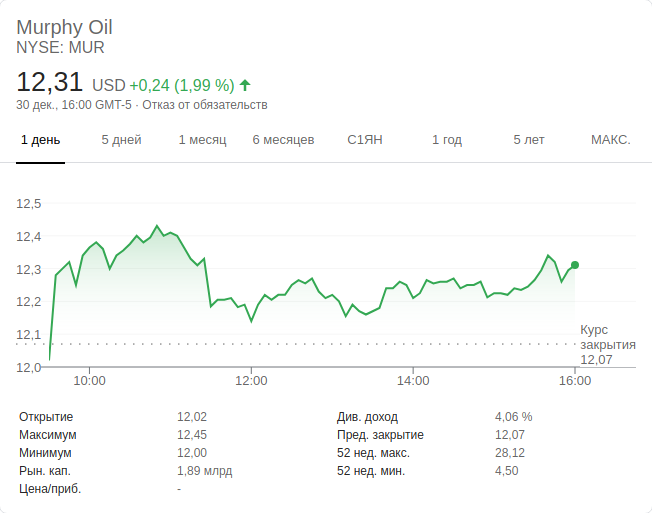 Murphy Oil
NYSE: MUR
12,31 USD +0,24 (1,99 %)
30 дек., 16:00 GMT-5 · Отказ от обязательств
1 день 5 дней 1 месяц 6 месяцев С1ЯН 1 год 5 лет МАКС.
12,5
12,4
12,3
12,2
12,1
12,0
Курс
закрытия
12,07
10:00 12:00 14:00 16:00
Открытие 12,02 Див. доход 4,06 %
Максимум 12,45 Пред. закрытие 12,07
Минимум 12,00 52 нед. макс. 28,12
Рын. кап. 1,89 млрд 52 нед. мин. 4,50
Цена/приб. -